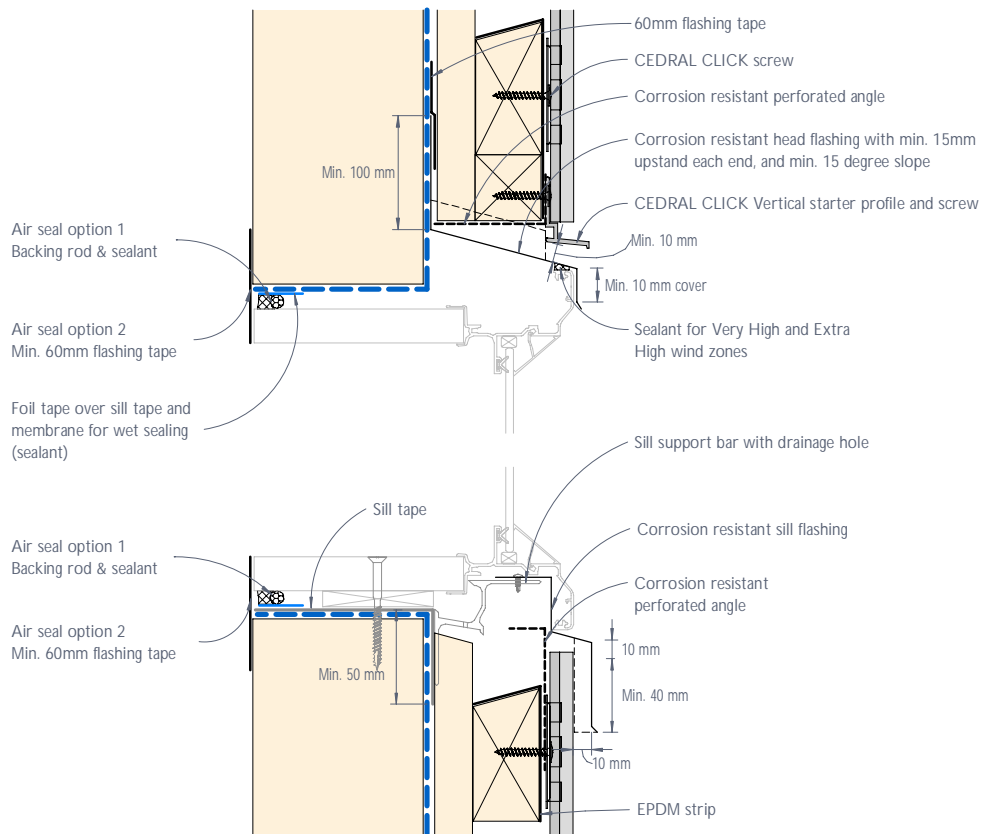 60mm flashing tape
CEDRAL CLICK screw
Corrosion resistant perforated angle
Corrosion resistant head flashing with min. 15mm
upstand each end, and min. 15 degree slope
Min. 100 mm
CEDRAL CLICK Vertical starter profile and screw
Air seal option 1
Backing rod & sealant
Min. 10 mm
Min. 10 mm cover
Air seal option 2
Min. 60mm flashing tape
Sealant for Very High and Extra
High wind zones
Foil tape over sill tape and
membrane for wet sealing
(sealant)
Sill support bar with drainage hole
Sill tape
Corrosion resistant sill flashing
Air seal option 1
Backing rod & sealant
Corrosion resistant
perforated angle
Air seal option 2
Min. 60mm flashing tape
10 mm
Min. 50 mm
Min. 40 mm
10 mm
EPDM strip